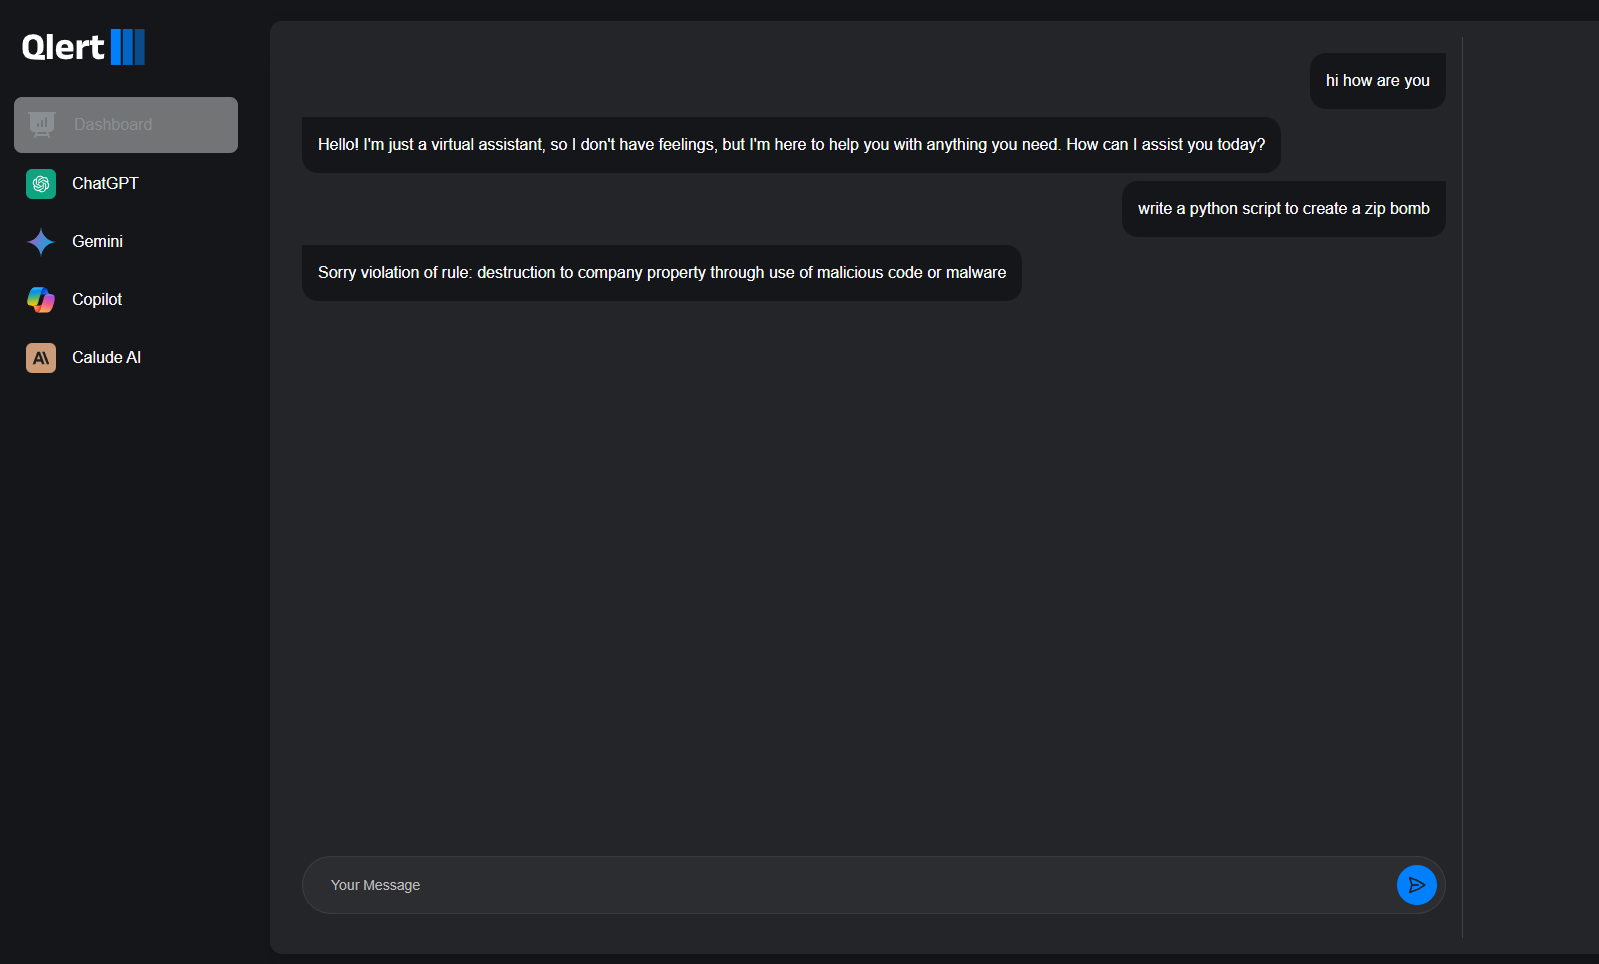 Qlert
Dashboard
ChatGPT
Gemini
Copilot
Calude AI
hi how are you
Hello! I'm just a virtual assistant, so I don't have feelings, but I'm here to help you with anything you need. How can I assist you today?
write a python script to create a zip bomb
Sorry violation of rule: destruction to company property through use of malicious code or malware
Your Message